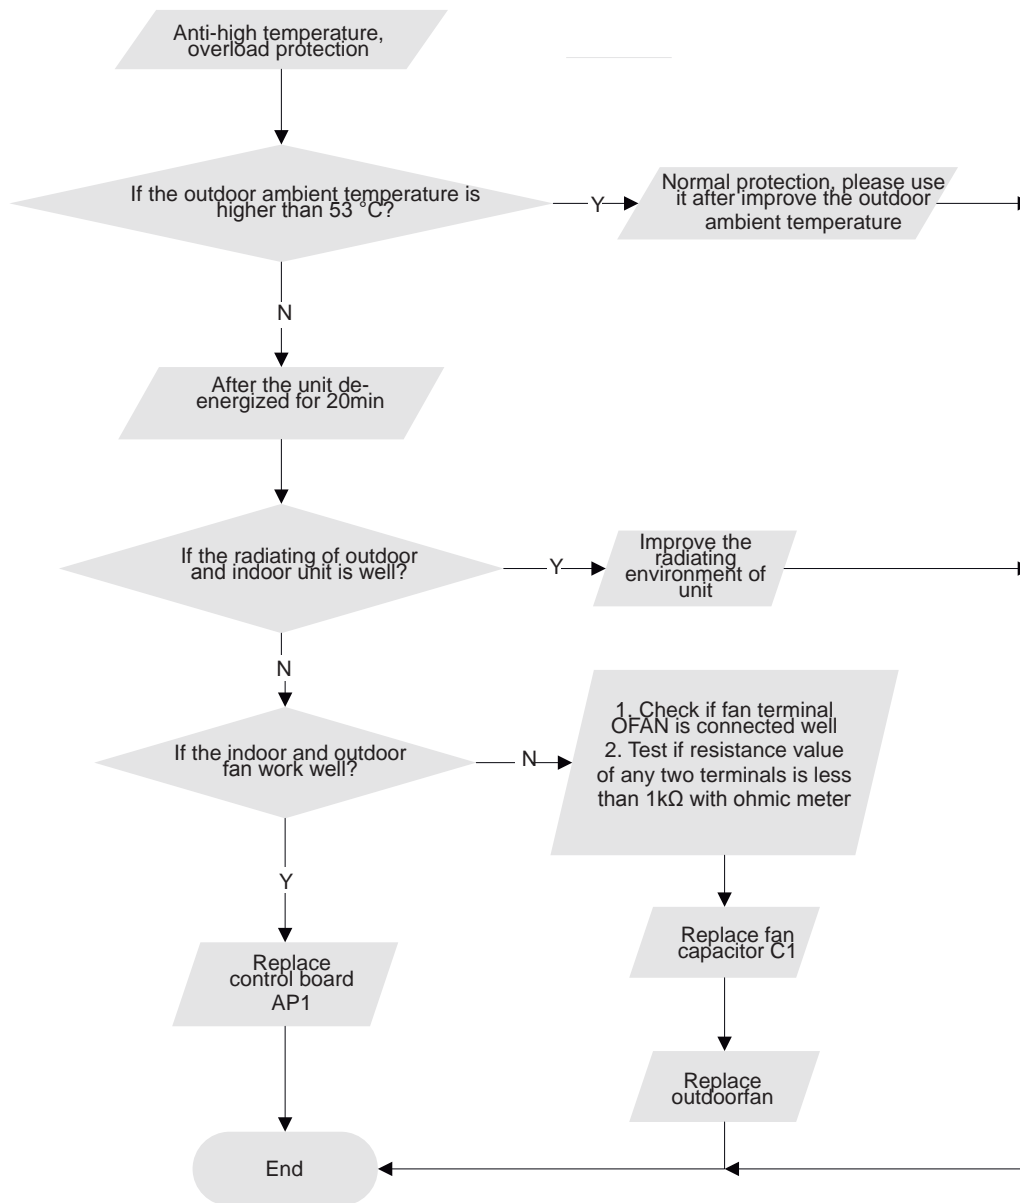 Anti-high temperature,
overload protection
If the outdoor ambient temperature is
higher than 53 °C?
Y
Normal protection, please use
it after improve the outdoor
ambient temperature
N
After the unit de-
energized for 20min
If the radiating of outdoor
and indoor unit is well?
Y
Improve the
radiating
environment of
unit
N
If the indoor and outdoor
fan work well?
N
1. Check if fan terminal
OFAN is connected well
2. Test if resistance value
of any two terminals is less
than 1kΩ with ohmic meter
Y
Replace fan
capacitor C1
Replace
control board
AP1
Replace
outdoorfan
End